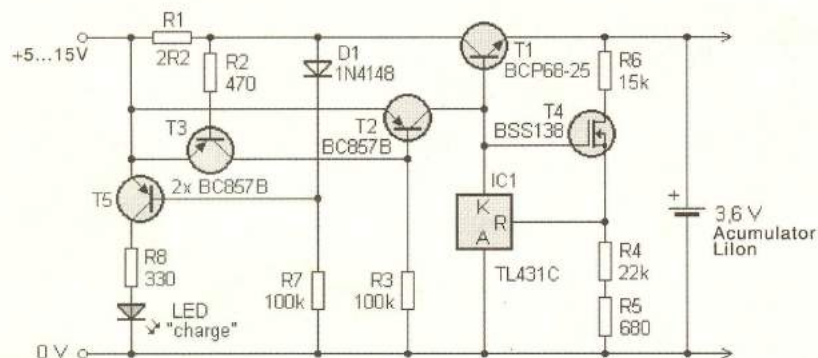 R1
2R2
+5...15V
R2
470
D1
1N4148
T1
BCP68-25
R6
15k
T3
T2
BC857B
T4
BSS138
2x BC857B
T5
IC1
K
R
A
TL431C
+
3,6 V
Acumulator
LiIon
R8
330
R7
100k
R3
100k
R4
22k
R5
680
LED
"charge"
0 V